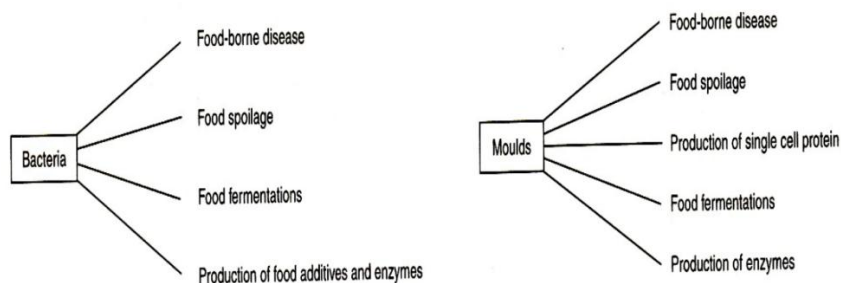 Bacteria
Food-borne disease
Food spoilage
Food fermentations
Production of food additives and enzymes
Moulds
Food-borne disease
Food spoilage
Production of single cell protein
Food fermentations
Production of enzymes